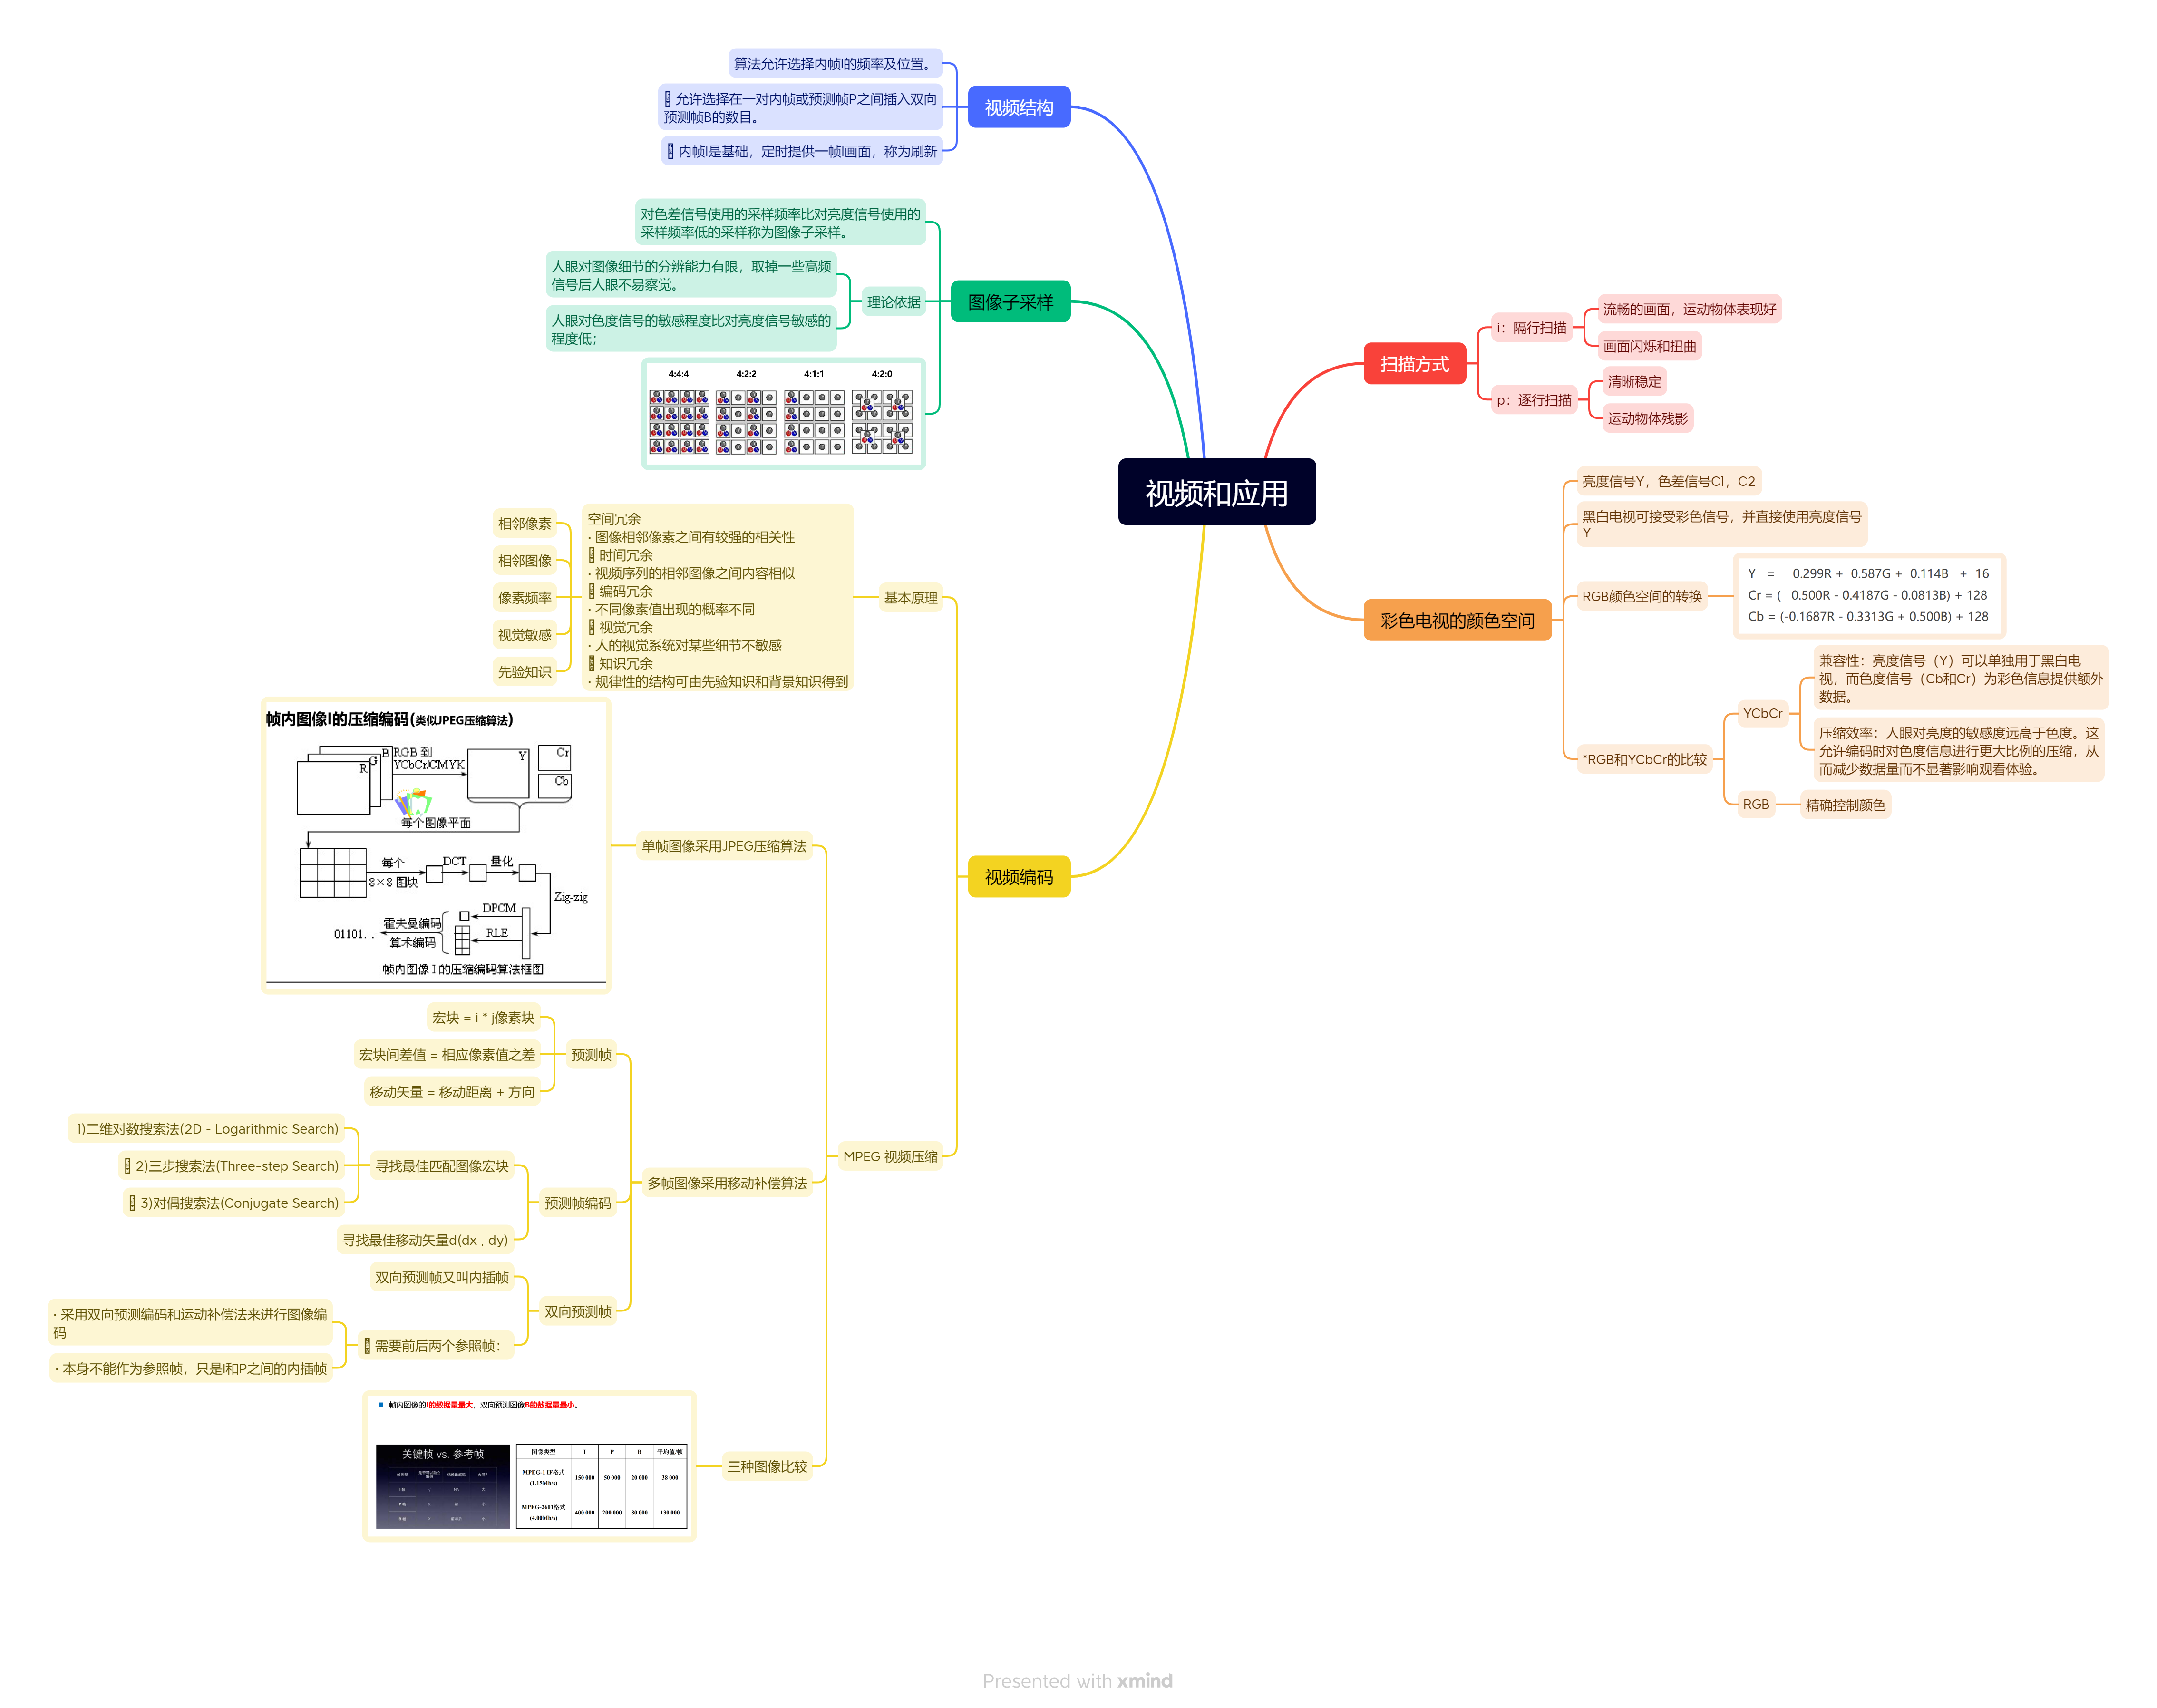 视频和应用
扫描方式
i：隔行扫描
流畅的画面，运动物体表现好
画面闪烁和扭曲
p：逐行扫描
清晰稳定
运动物体残影
彩色电视的颜色空间
亮度信号Y，色差信号C1，C2
黑白电视可接受彩色信号，并直接使用亮度信号
Y
RGB颜色空间的转换
Y = 0.299R + 0.587G + 0.114B + 16
Cr = ( 0.500R - 0.4187G - 0.0813B) + 128
Cb = (-0.1687R - 0.3313G + 0.500B) + 128
*RGB和YCbCr的比较
YCbCr
兼容性：亮度信号（Y）可以单独用于黑白电
视，而色度信号（Cb和Cr）为彩色信息提供额外
数据。
压缩效率：人眼对亮度的敏感度远高于色度。这
允许编码时对色度信息进行更大比例的压缩，从
而减少数据量而不显著影响观看体验。
RGB
精确控制颜色
视频编码
基本原理
空间冗余
· 图像相邻像素之间有较强的相关性
时间冗余
· 视频序列的相邻图像之间内容相似
编码冗余
· 不同像素值出现的概率不同
视觉冗余
· 人的视觉系统对某些细节不敏感
知识冗余
· 规律性的结构可由先验知识和背景知识得到
相邻像素
相邻图像
像素频率
视觉敏感
先验知识
MPEG 视频压缩
单帧图像采用JPEG压缩算法
帧内图像I的压缩编码(类似JPEG压缩算法)
R
G
B
RGB 到
YCbCr/CMYK
Y
Cr
Cb
每个图像平面
每个
8×8 图块
DCT
量化
Zig-zig
DPCM
RLE
霍夫曼编码
算术编码
01101…
帧内图像 I 的压缩编码算法框图
多帧图像采用移动补偿算法
预测帧
宏块 = i * j像素块
宏块间差值 = 相应像素值之差
移动矢量 = 移动距离 + 方向
预测帧编码
寻找最佳匹配图像宏块
1)二维对数搜索法(2D - Logarithmic Search)
2)三步搜索法(Three-step Search)
3)对偶搜索法(Conjugate Search)
寻找最佳移动矢量d(dx , dy)
双向预测帧
双向预测帧又叫内插帧
需要前后两个参照帧：
· 采用双向预测编码和运动补偿法来进行图像编
码
· 本身不能作为参照帧，只是I和P之间的内插帧
三种图像比较
帧内图像的I的数据量最大，双向预测图像B的数据量最小。
关键帧 vs. 参考帧
图像类型 I P B 平均值/帧
MPEG-1 IF格式
(1.15Mb/s)
150 000 50 000 20 000 38 000
MPEG-2601格式
(4.00Mb/s)
400 000 200 000 80 000 130 000
图像子采样
对色差信号使用的采样频率比对亮度信号使用的
采样频率低的采样称为图像子采样。
理论依据
人眼对图像细节的分辨能力有限，取掉一些高频
信号后人眼不易察觉。
人眼对色度信号的敏感程度比对亮度信号敏感的
程度低；
4:4:4 4:2:2 4:1:1 4:2:0
视频结构
算法允许选择内帧I的频率及位置。
允许选择在一对内帧或预测帧P之间插入双向
预测帧B的数目。
内帧I是基础，定时提供一帧I画面，称为刷新
Presented with xmind